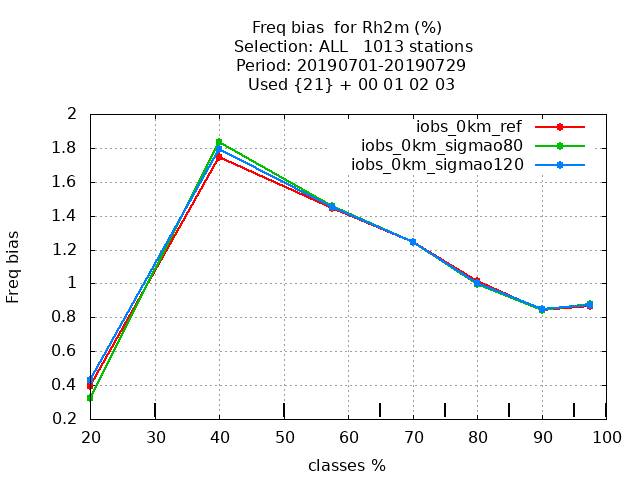 Freq bias  for Rh2m (%)
Selection: ALL   1013 stations
Period: 20190701-20190729
Used {21} + 00 01 02 03
iobs_0km_ref
iobs_0km_sigmao80
iobs_0km_sigmao120
Freq bias
2
1.8
1.6
1.4
1.2
1
0.8
0.6
0.4
0.2
20 30 40 50 60 70 80 90 100
classes %